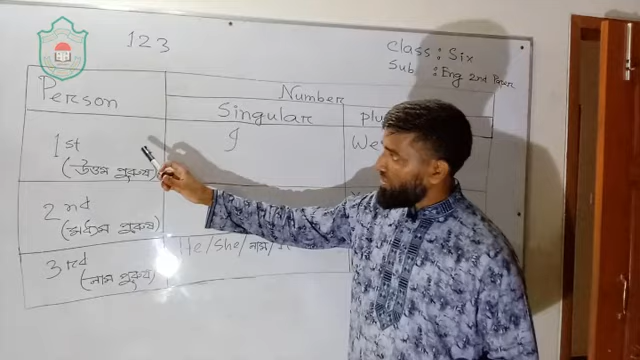 123
Class : Six
Sub : Eng 2nd Paper
Person
Number
Singular
plu
1st
I
We
(উত্তম পুরুষ)
2nd
(মধ্যম পুরুষ)
3rd
He/She/নাম/
(নাম পুরুষ)